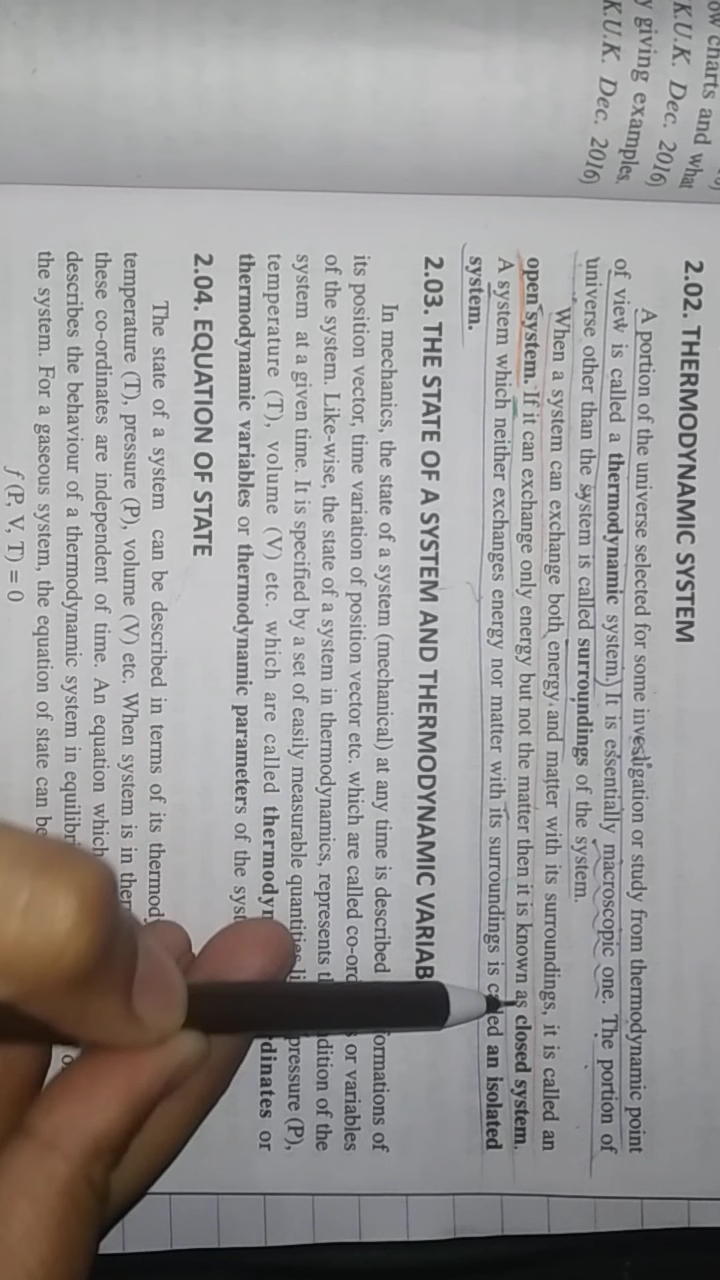 ow charts and what
K.U.K. Dec. 2016)
y giving examples.
K.U.K. Dec. 2016)
2.02. THERMODYNAMIC SYSTEM
A portion of the universe selected for some investigation or study from thermodynamic point
of view is called a thermodynamic system. It is essentially macroscopic one. The portion of
universe other than the system is called surroundings of the system.
When a system can exchange both energy and matter with its surroundings, it is called an
open system. If it can exchange only energy but not the matter then it is known as closed system.
A system which neither exchanges energy nor matter with its surroundings is called an isolated
system.
2.03. THE STATE OF A SYSTEM AND THERMODYNAMIC VARIAB
In mechanics, the state of a system (mechanical) at any time is described formations of
its position vector, time variation of position vector etc. which are called co-ord s or variables
of the system. Like-wise, the state of a system in thermodynamics, represents t dition of the
system at a given time. It is specified by a set of easily measurable quantities li pressure (P),
temperature (T), volume (V) etc. which are called thermodyn rdinates or
thermodynamic variables or thermodynamic parameters of the syst
2.04. EQUATION OF STATE
The state of a system can be described in terms of its thermody
temperature (T), pressure (P), volume (V) etc. When system is in ther
these co-ordinates are independent of time. An equation which
describes the behaviour of a thermodynamic system in equilibri
the system. For a gaseous system, the equation of state can be
f (P, V, T) = 0